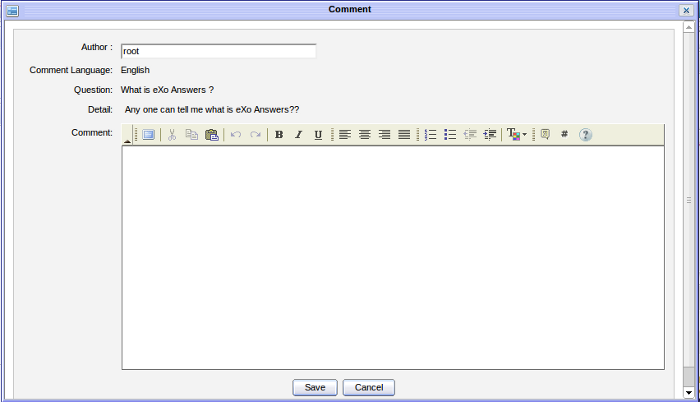 Comment
Author : root
Comment Language: English
Question: What is eXo Answers ?
Detail: Any one can tell me what is eXo Answers??
Comment: B I U T # ?
Save Cancel